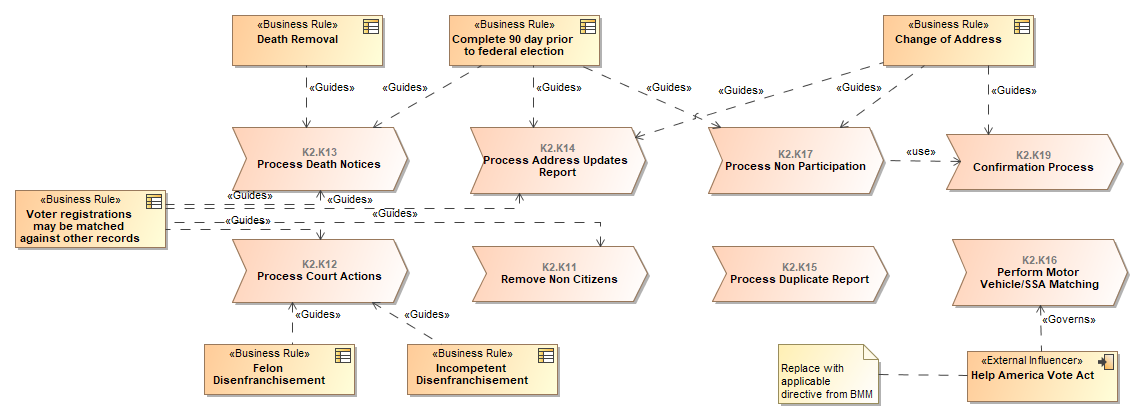 «Business Rule»
Death Removal
«Business Rule»
Complete 90 day prior
to federal election
«Business Rule»
Change of Address
«Guides»
«Guides»
«Guides»
«Guides»
«Guides»
«Guides»
«Guides»
K2.K13
Process Death Notices
K2.K14
Process Address Updates
Report
K2.K17
Process Non Participation
«use»
K2.K19
Confirmation Process
«Business Rule»
Voter registrations
may be matched
against other records
«Guides»
«Guides»
«Guides»
«Guides»
K2.K12
Process Court Actions
K2.K11
Remove Non Citizens
K2.K15
Process Duplicate Report
K2.K16
Perform Motor
Vehicle/SSA Matching
«Guides»
«Guides»
«Governs»
«Business Rule»
Felon
Disenfranchisement
«Business Rule»
Incompetent
Disenfranchisement
Replace with
applicable
directive from BMM
«External Influencer»
Help America Vote Act